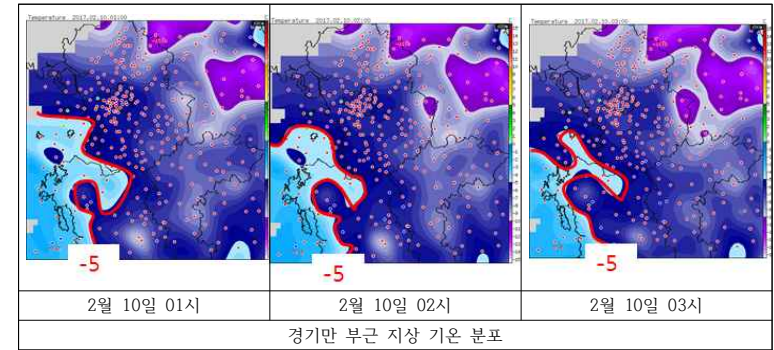 Temperature 2017.02.10.01:00
Temperature 2017.02.10.02:00
Temperature 2017.02.10.03:00
-5
-5
-5
2월 10일 01시
2월 10일 02시
2월 10일 03시
경기만 부근 지상 기온 분포